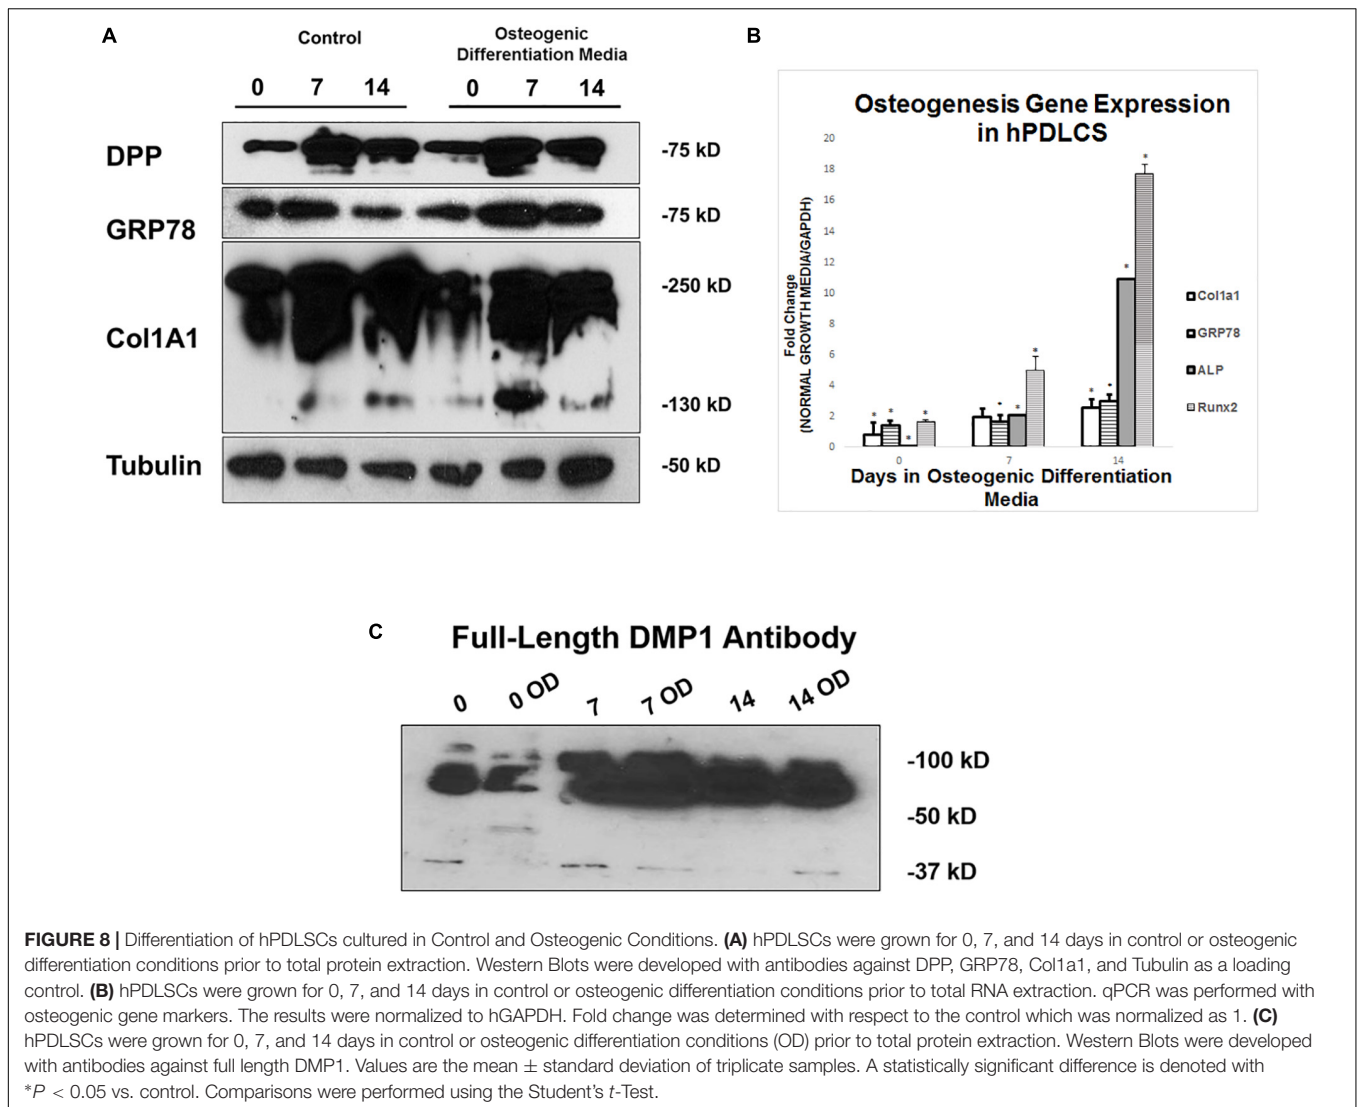 A
Control
Osteogenic
Differentiation Media
0 7 14 0 7 14
DPP
-75 kD
GRP78
-75 kD
Col1A1
-250 kD
-130 kD
Tubulin
-50 kD
B
Osteogenesis Gene Expression
in hPDLCS
Fold Change
(NORMAL GROWTH MEDIA/GAPDH)
20
18
16
14
12
10
8
6
4
2
0
* * * *
* * *
* * * *
0 7 14
Days in Osteogenic Differentiation
Media
Col1a1
GRP78
ALP
Runx2
C
Full-Length DMP1 Antibody
0 0 OD 7 7 OD 14 14 OD
-100 kD
-50 kD
-37 kD
FIGURE 8 | Differentiation of hPDLSCs cultured in Control and Osteogenic Conditions. (A) hPDLSCs were grown for 0, 7, and 14 days in control or osteogenic
differentiation conditions prior to total protein extraction. Western Blots were developed with antibodies against DPP, GRP78, Col1a1, and Tubulin as a loading
control. (B) hPDLSCs were grown for 0, 7, and 14 days in control or osteogenic differentiation conditions prior to total RNA extraction. qPCR was performed with
osteogenic gene markers. The results were normalized to hGAPDH. Fold change was determined with respect to the control which was normalized as 1. (C)
hPDLSCs were grown for 0, 7, and 14 days in control or osteogenic differentiation conditions (OD) prior to total protein extraction. Western Blots were developed
with antibodies against full length DMP1. Values are the mean ± standard deviation of triplicate samples. A statistically significant difference is denoted with
*P < 0.05 vs. control. Comparisons were performed using the Student's t-Test.